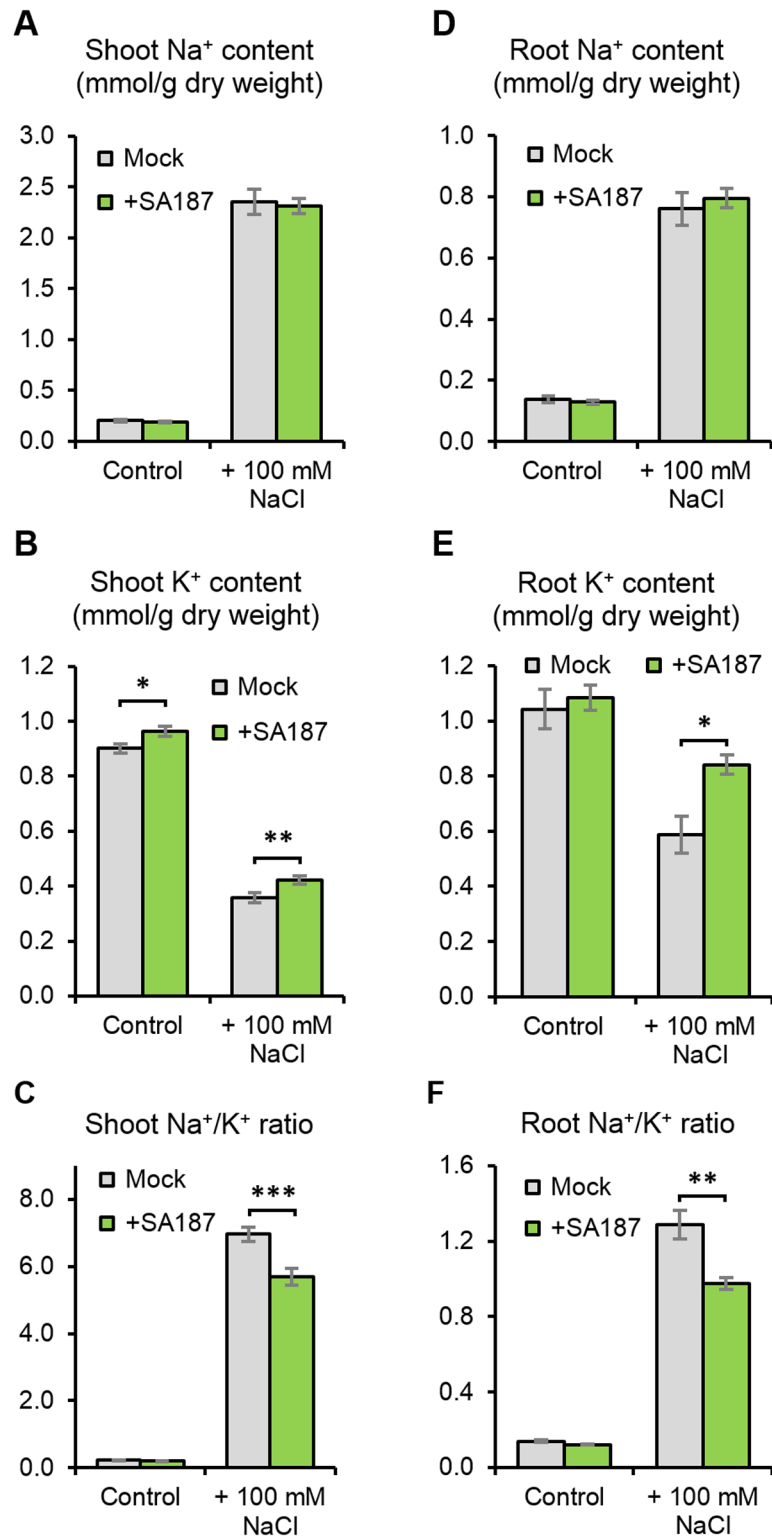 A
Shoot Na⁺ content
(mmol/g dry weight)
3.0
2.5
2.0
1.5
1.0
0.5
0.0
Mock
+SA187
Control
+ 100 mM
NaCl
D
Root Na⁺ content
(mmol/g dry weight)
1.0
0.8
0.6
0.4
0.2
0.0
Mock
+SA187
Control
+ 100 mM
NaCl
B
Shoot K⁺ content
(mmol/g dry weight)
1.2
1.0
0.8
0.6
0.4
0.2
0.0
*
Mock
+SA187
**
Control
+ 100 mM
NaCl
E
Root K⁺ content
(mmol/g dry weight)
1.2
1.0
0.8
0.6
0.4
0.2
0.0
Mock +SA187
*
Control
+ 100 mM
NaCl
C
Shoot Na⁺/K⁺ ratio
8.0
6.0
4.0
2.0
0.0
Mock
+SA187
***
Control
+ 100 mM
NaCl
F
Root Na⁺/K⁺ ratio
1.6
1.2
0.8
0.4
0.0
Mock
+SA187
**
Control
+ 100 mM
NaCl